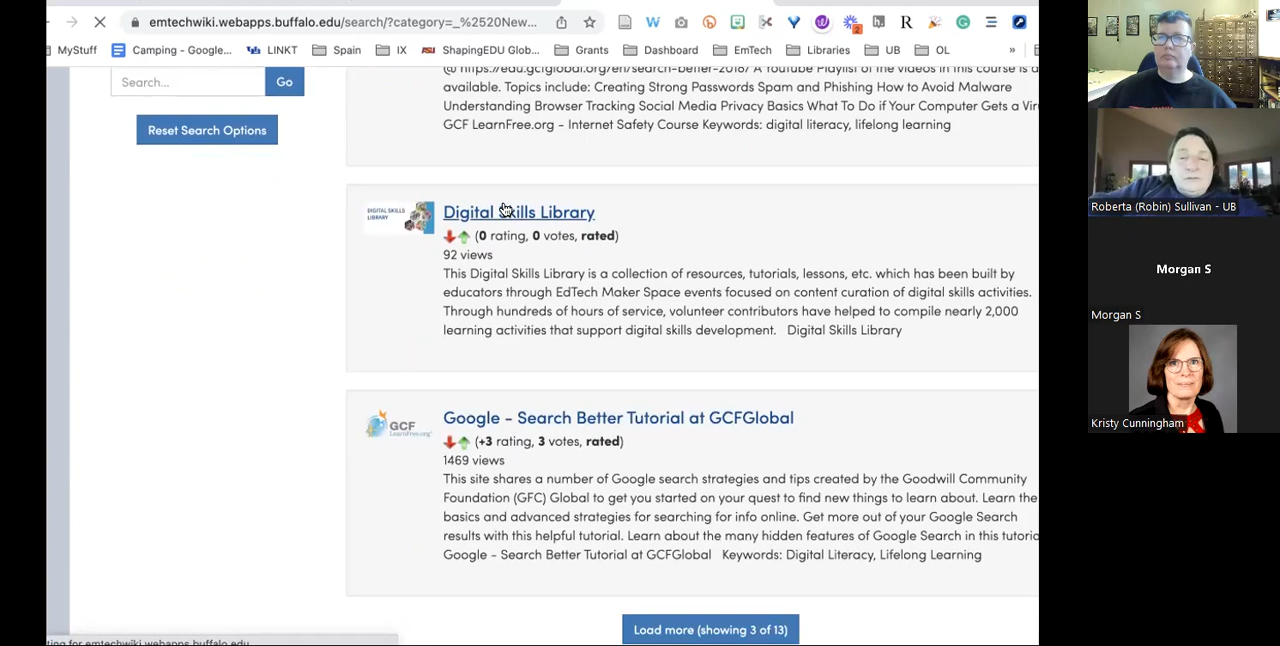 emtechwiki.webapps.buffalo.edu/search/?category=_%2520New...
MyStuff Camping - Google... LINKT Spain IX ShapingEDU Glob... Grants Dashboard EmTech Libraries UB OL »
Search... Go
Reset Search Options
available. Topics include: Creating Strong Passwords Spam and Phishing How to Avoid Malware
Understanding Browser Tracking Social Media Privacy Basics What To Do if Your Computer Gets a Viru
GCF LearnFree.org - Internet Safety Course Keywords: digital literacy, lifelong learning
DIGITAL SKILLS
LIBRARY
Digital Skills Library
(0 rating, 0 votes, rated)
92 views
This Digital Skills Library is a collection of resources, tutorials, lessons, etc. which has been built by
educators through EdTech Maker Space events focused on content curation of digital skills activities.
Through hundreds of hours of service, volunteer contributors have helped to compile nearly 2,000
learning activities that support digital skills development. Digital Skills Library
GCF
LearnFree.org
Google - Search Better Tutorial at GCFGlobal
(+3 rating, 3 votes, rated)
1469 views
This site shares a number of Google search strategies and tips created by the Goodwill Community
Foundation (GFC) Global to get you started on your quest to find new things to learn about. Learn the
basics and advanced strategies for searching for info online. Get more out of your Google Search
results with this helpful tutorial. Learn about the many hidden features of Google Search in this tutoria
Google - Search Better Tutorial at GCFGlobal Keywords: Digital Literacy, Lifelong Learning
Load more (showing 3 of 13)
Roberta (Robin) Sullivan - UB
Morgan S
Morgan S
Kristy Cunningham